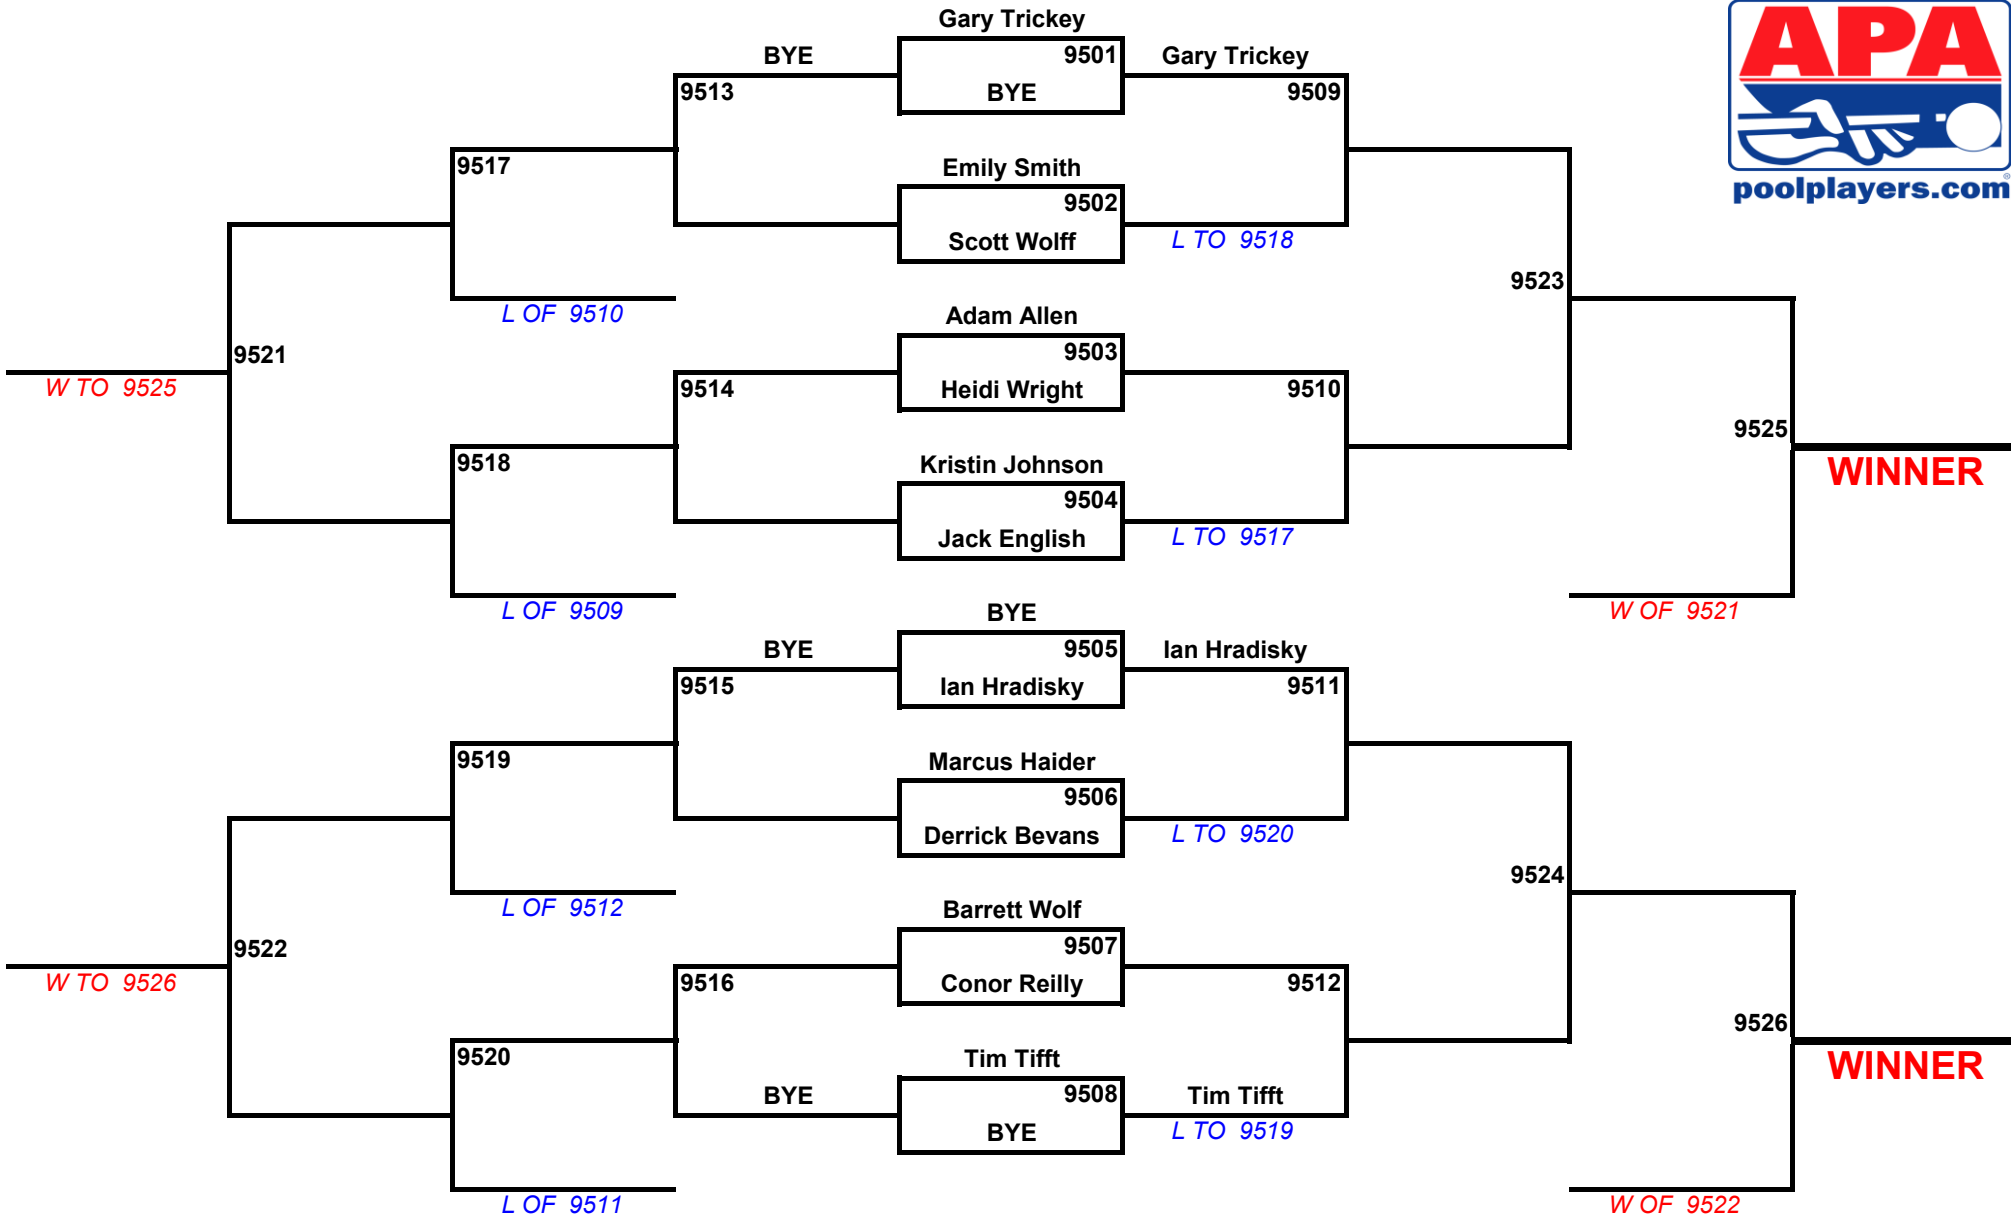 Gary Trickey
BYE
9501
Gary Trickey
9513
BYE
9509
APA
poolplayers.com
®
9517
Emily Smith
9502
Scott Wolff
L TO 9518
9523
L OF 9510
Adam Allen
9521
9503
W TO 9525
9514
Heidi Wright
9510
9525
9518
Kristin Johnson
WINNER
9504
Jack English
L TO 9517
L OF 9509
BYE
W OF 9521
BYE
9505
Ian Hradisky
9515
Ian Hradisky
9511
9519
Marcus Haider
9506
Derrick Bevans
L TO 9520
9524
L OF 9512
Barrett Wolf
9522
9507
W TO 9526
9516
Conor Reilly
9512
9526
9520
Tim Tifft
WINNER
BYE
9508
Tim Tifft
BYE
L TO 9519
L OF 9511
W OF 9522